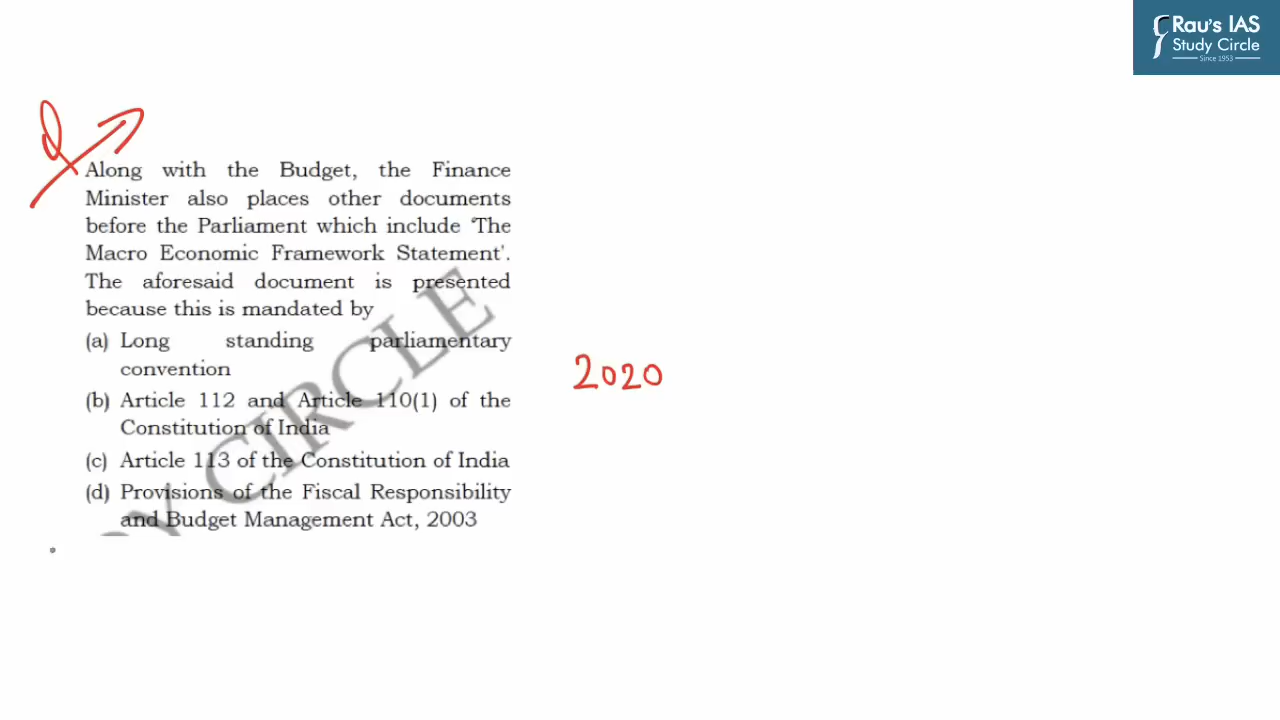 Rau's IAS
Study Circle
Since 1953
Q
Along with the Budget, the Finance
Minister also places other documents
before the Parliament which include 'The
Macro Economic Framework Statement'.
The aforesaid document is presented
because this is mandated by
(a) Long standing parliamentary
convention
(b) Article 112 and Article 110(1) of the
Constitution of India
(c) Article 113 of the Constitution of India
(d) Provisions of the Fiscal Responsibility
and Budget Management Act, 2003
2020
DY CIRCLE